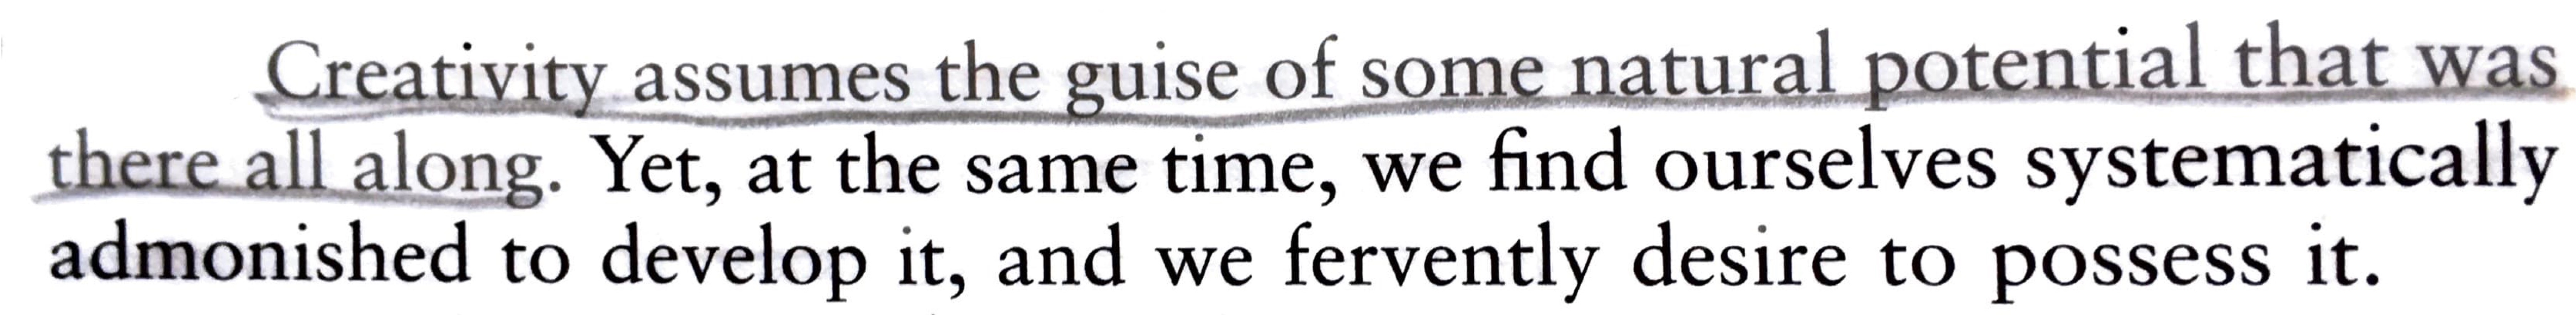 Creativity assumes the guise of some natural potential that was
there all along. Yet, at the same time, we find ourselves systematically
admonished to develop it, and we fervently desire to possess it.